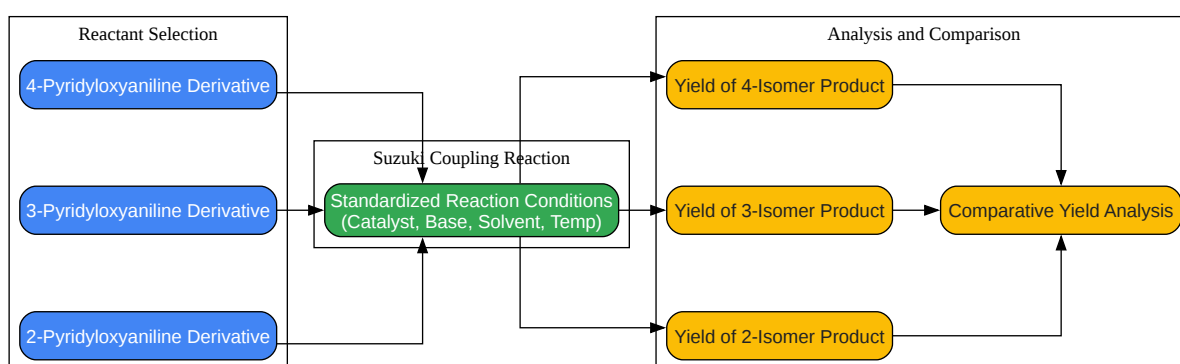 Reactant Selection
4-Pyridyloxyaniline Derivative
3-Pyridyloxyaniline Derivative
2-Pyridyloxyaniline Derivative
Suzuki Coupling Reaction
Standardized Reaction Conditions
(Catalyst, Base, Solvent, Temp)
Analysis and Comparison
Yield of 4-Isomer Product
Yield of 3-Isomer Product
Yield of 2-Isomer Product
Comparative Yield Analysis